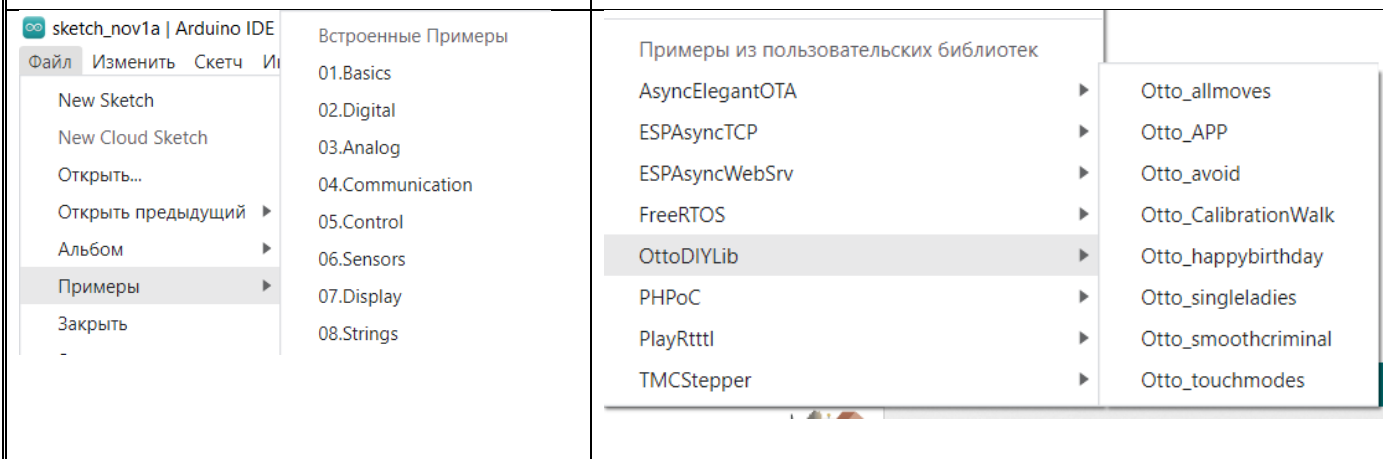 sketch_nov1a | Arduino IDE
Файл Изменить Скетч
New Sketch
New Cloud Sketch
Открыть...
Открыть предыдущий
Альбом
Примеры
Закрыть
Встроенные Примеры
01.Basics
02.Digital
03.Analog
04.Communication
05.Control
06.Sensors
07.Display
08.Strings
Примеры из пользовательских библиотек
AsyncElegantOTA
ESPAsyncTCP
ESPAsyncWebSrv
FreeRTOS
OttoDIYLib
PHPoC
PlayRtttl
TMCStepper
Otto_allmoves
Otto_APP
Otto_avoid
Otto_CalibrationWalk
Otto_happybirthday
Otto_singleladies
Otto_smoothcriminal
Otto_touchmodes